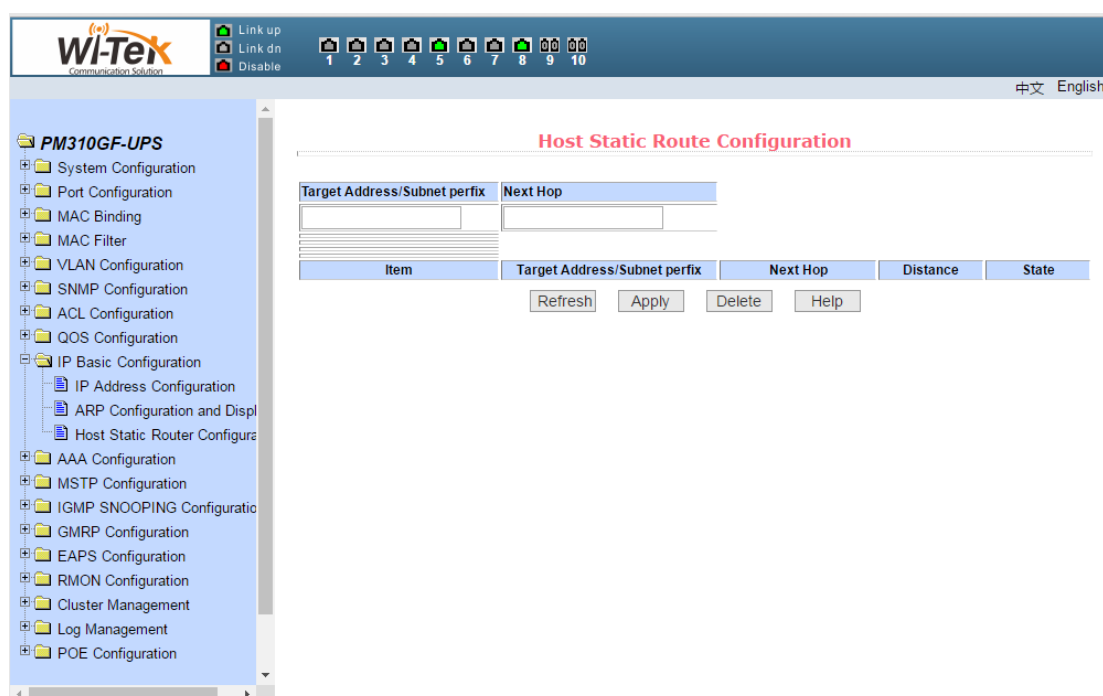 WI-TeK
Communication Solution
Link up
Link dn
Disable
1 2 3 4 5 6 7 8 9 10
中文 English
PM310GF-UPS
System Configuration
Port Configuration
MAC Binding
MAC Filter
VLAN Configuration
SNMP Configuration
ACL Configuration
QOS Configuration
IP Basic Configuration
IP Address Configuration
ARP Configuration and Displ
Host Static Router Configura
AAA Configuration
MSTP Configuration
IGMP SNOOPING Configuratio
GMRP Configuration
EAPS Configuration
RMON Configuration
Cluster Management
Log Management
POE Configuration
Host Static Route Configuration
Target Address/Subnet perfix Next Hop
Item Target Address/Subnet perfix Next Hop Distance State
Refresh Apply Delete Help